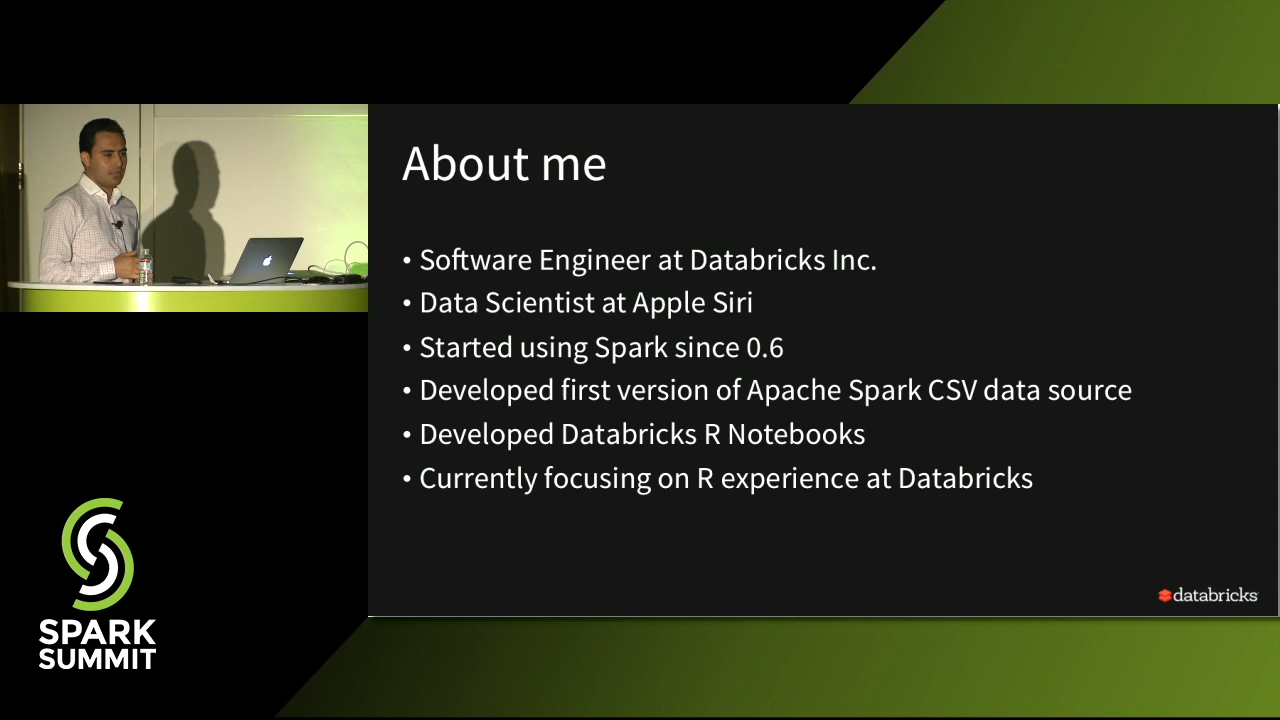 About me
• Software Engineer at Databricks Inc.
• Data Scientist at Apple Siri
• Started using Spark since 0.6
• Developed first version of Apache Spark CSV data source
• Developed Databricks R Notebooks
• Currently focusing on R experience at Databricks
databricks
SPARK
SUMMIT